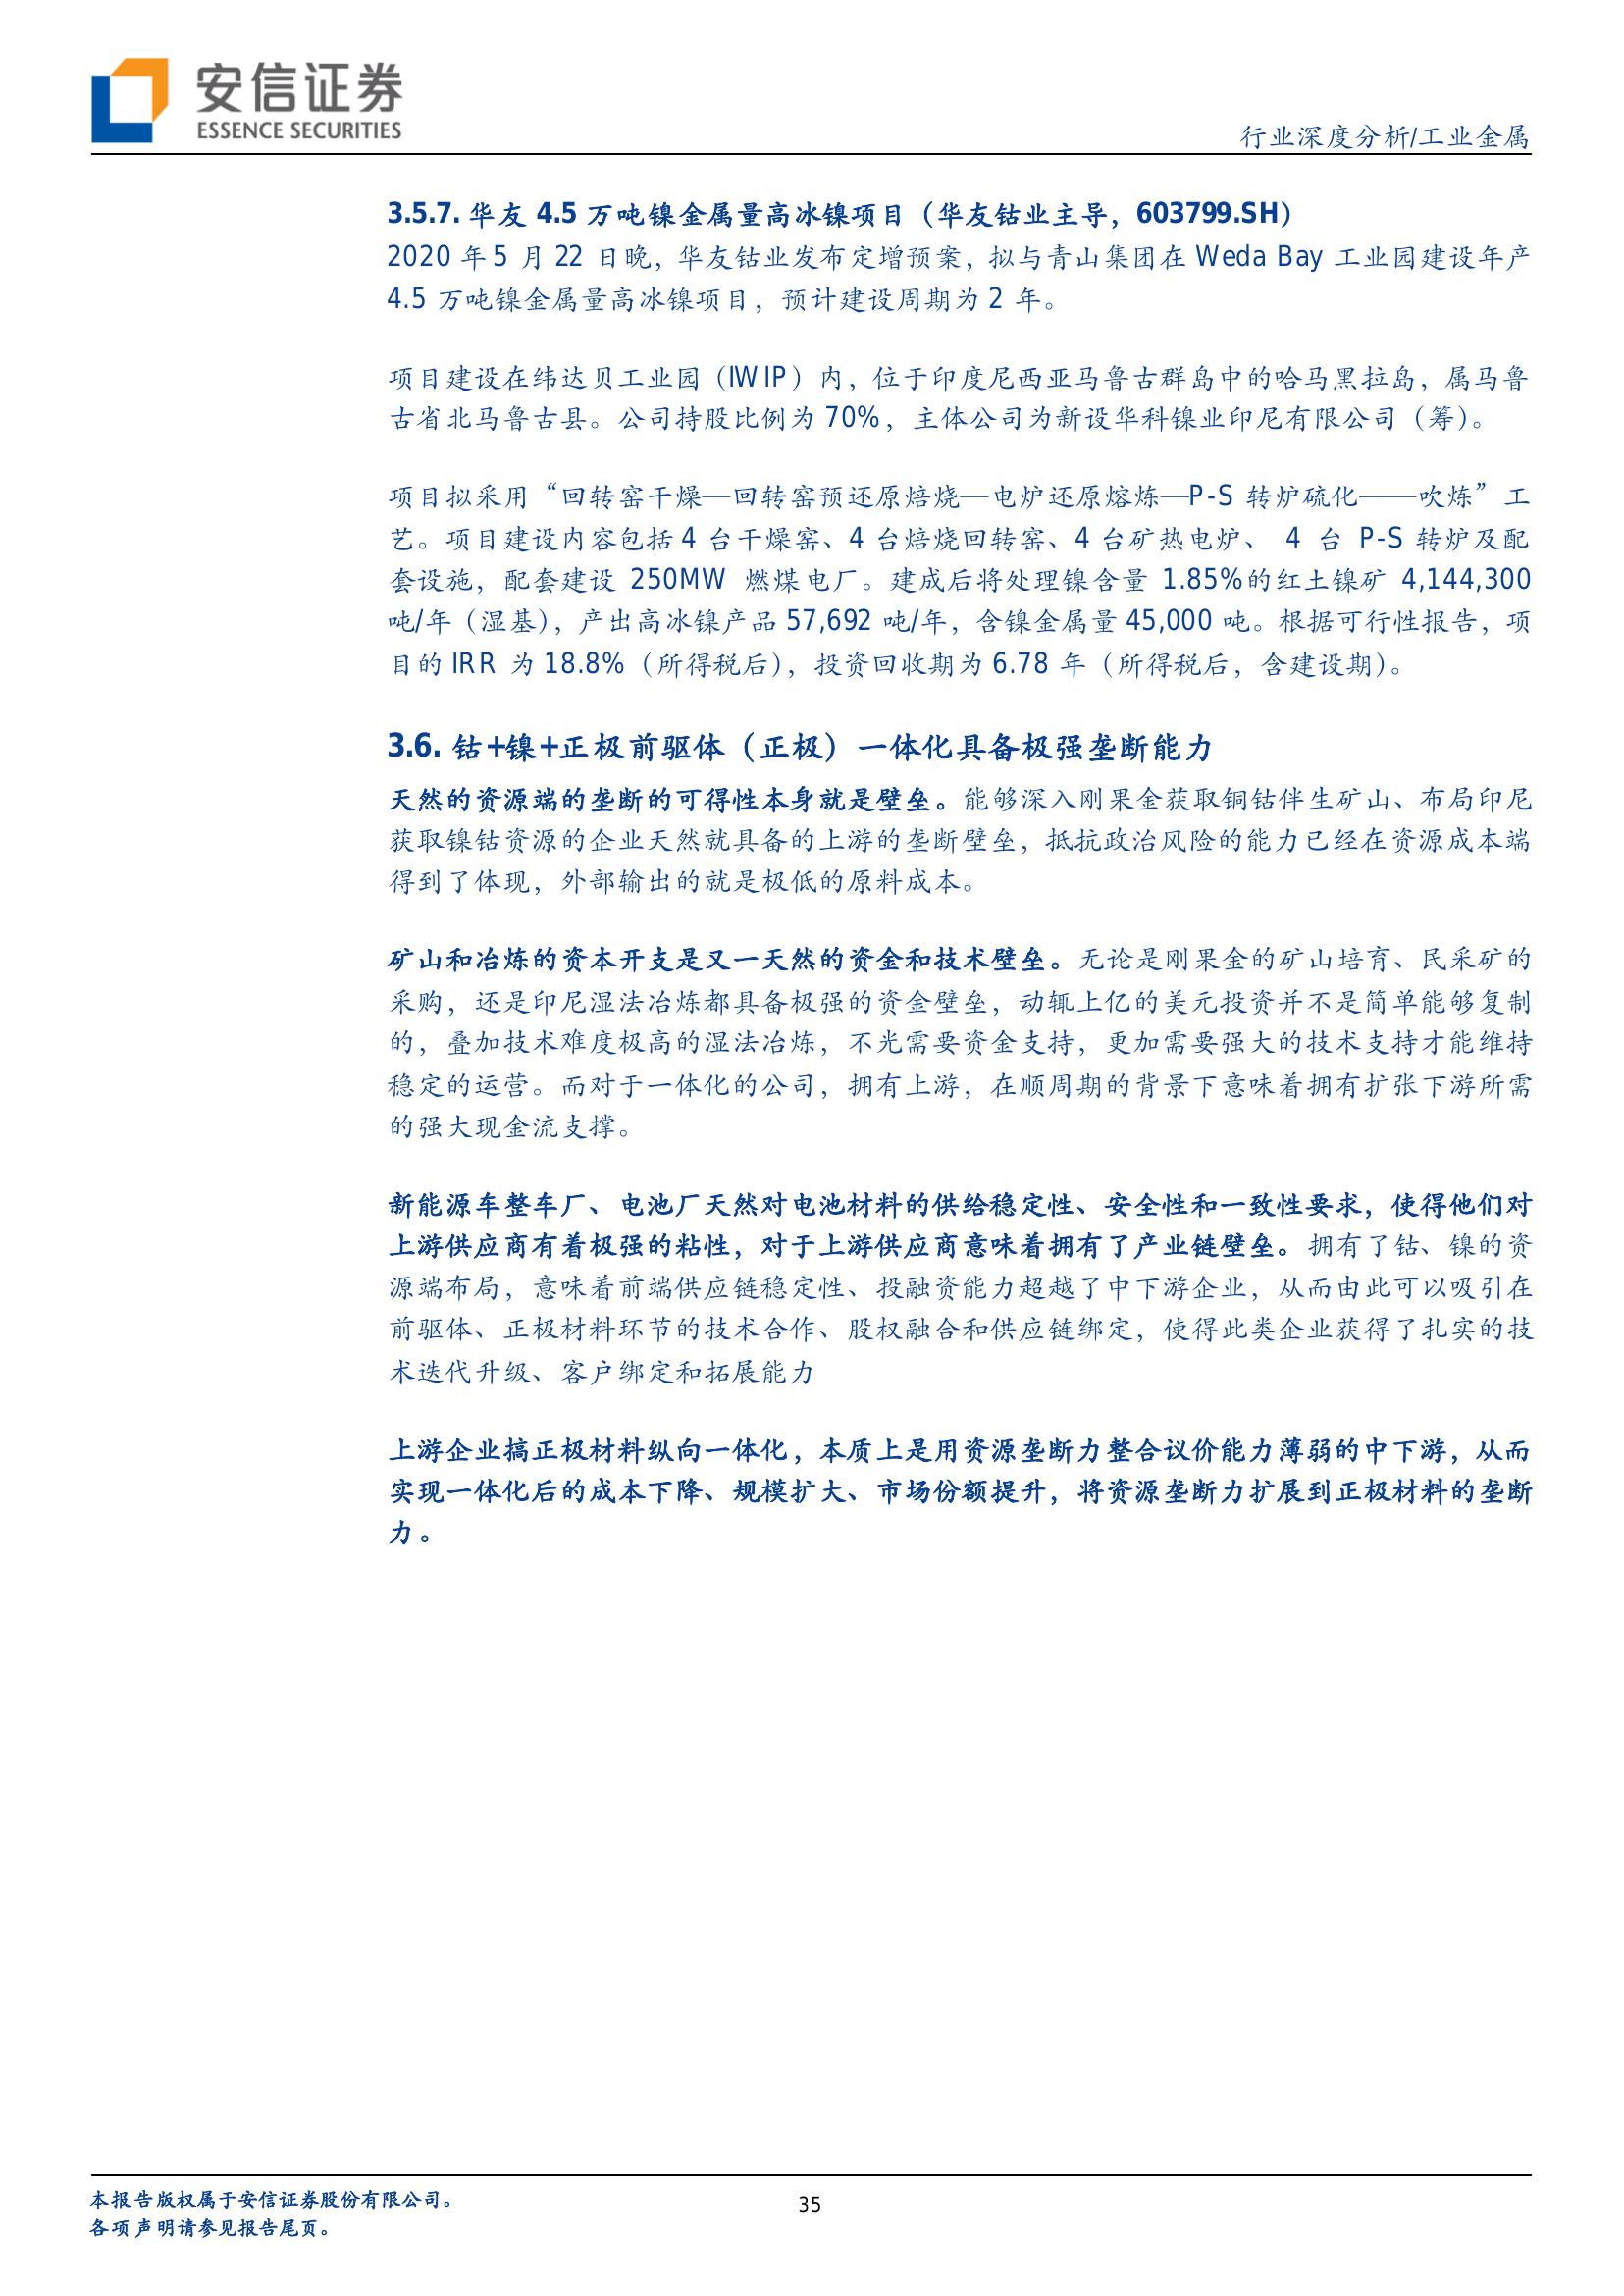 安信证券
ESSENCE SECURITIES
行业深度分析/工业金属
3.5.7. 华友 4.5 万吨镍金属量高冰镍项目（华友钴业主导，603799.SH）
2020 年 5 月 22 日晚，华友钴业发布定增预案，拟与青山集团在 Weda Bay 工业园建设年产
4.5 万吨镍金属量高冰镍项目，预计建设周期为 2 年。
项目建设在纬达贝工业园（IWIP）内，位于印度尼西亚马鲁古群岛中的哈马黑拉岛，属马鲁
古省北马鲁古县。公司持股比例为 70%，主体公司为新设华科镍业印尼有限公司（筹）。
项目拟采用“回转窑干燥—回转窑预还原焙烧—电炉还原熔炼—P-S 转炉硫化——吹炼”工
艺。项目建设内容包括 4 台干燥窑、4 台焙烧回转窑、4 台矿热电炉、 4 台 P-S 转炉及配
套设施，配套建设 250MW 燃煤电厂。建成后将处理镍含量 1.85%的红土镍矿 4,144,300
吨/年（湿基），产出高冰镍产品 57,692 吨/年，含镍金属量 45,000 吨。根据可行性报告，项
目的 IRR 为 18.8%（所得税后），投资回收期为 6.78 年（所得税后，含建设期）。
3.6. 钴+镍+正极前驱体（正极）一体化具备极强垄断能力
天然的资源端的垄断的可得性本身就是壁垒。能够深入刚果金获取铜钴伴生矿山、布局印尼
获取镍钴资源的企业天然就具备的上游的垄断壁垒，抵抗政治风险的能力已经在资源成本端
得到了体现，外部输出的就是极低的原料成本。
矿山和冶炼的资本开支是又一天然的资金和技术壁垒。无论是刚果金的矿山培育、民采矿的
采购，还是印尼湿法冶炼都具备极强的资金壁垒，动辄上亿的美元投资并不是简单能够复制
的，叠加技术难度极高的湿法冶炼，不光需要资金支持，更加需要强大的技术支持才能维持
稳定的运营。而对于一体化的公司，拥有上游，在顺周期的背景下意味着拥有扩张下游所需
的强大现金流支撑。
新能源车整车厂、电池厂天然对电池材料的供给稳定性、安全性和一致性要求，使得他们对
上游供应商有着极强的粘性，对于上游供应商意味着拥有了产业链壁垒。拥有了钴、镍的资
源端布局，意味着前端供应链稳定性、投融资能力超越了中下游企业，从而由此可以吸引在
前驱体、正极材料环节的技术合作、股权融合和供应链绑定，使得此类企业获得了扎实的技
术迭代升级、客户绑定和拓展能力
上游企业搞正极材料纵向一体化，本质上是用资源垄断力整合议价能力薄弱的中下游，从而
实现一体化后的成本下降、规模扩大、市场份额提升，将资源垄断力扩展到正极材料的垄断
力。
本报告版权属于安信证券股份有限公司。
35
各项声明请参见报告尾页。